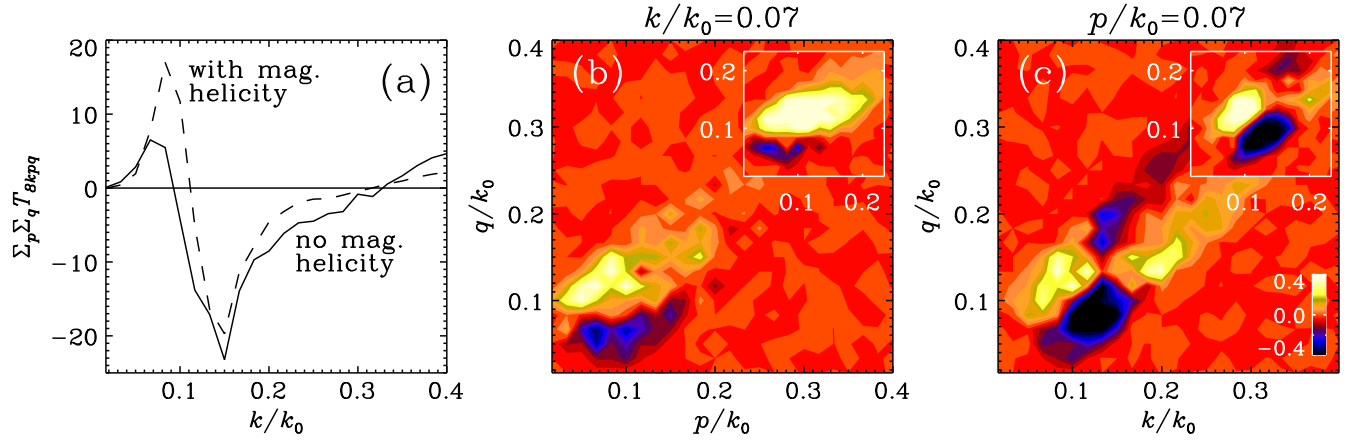 k/k₀=0.07
p/k₀=0.07
20
10
0
−10
−20
Σₚ Σ_q T_{8kpq}
(a)
with mag.
helicity
no mag.
helicity
0.1
0.2
0.3
0.4
k/k₀
0.4
0.3
0.2
0.1
q/k₀
(b)
0.2
0.1
0.1
0.2
0.1
0.2
0.3
0.4
p/k₀
0.4
0.3
0.2
0.1
q/k₀
(c)
0.2
0.1
0.1
0.2
0.4
0.0
−0.4
0.1
0.2
0.3
k/k₀